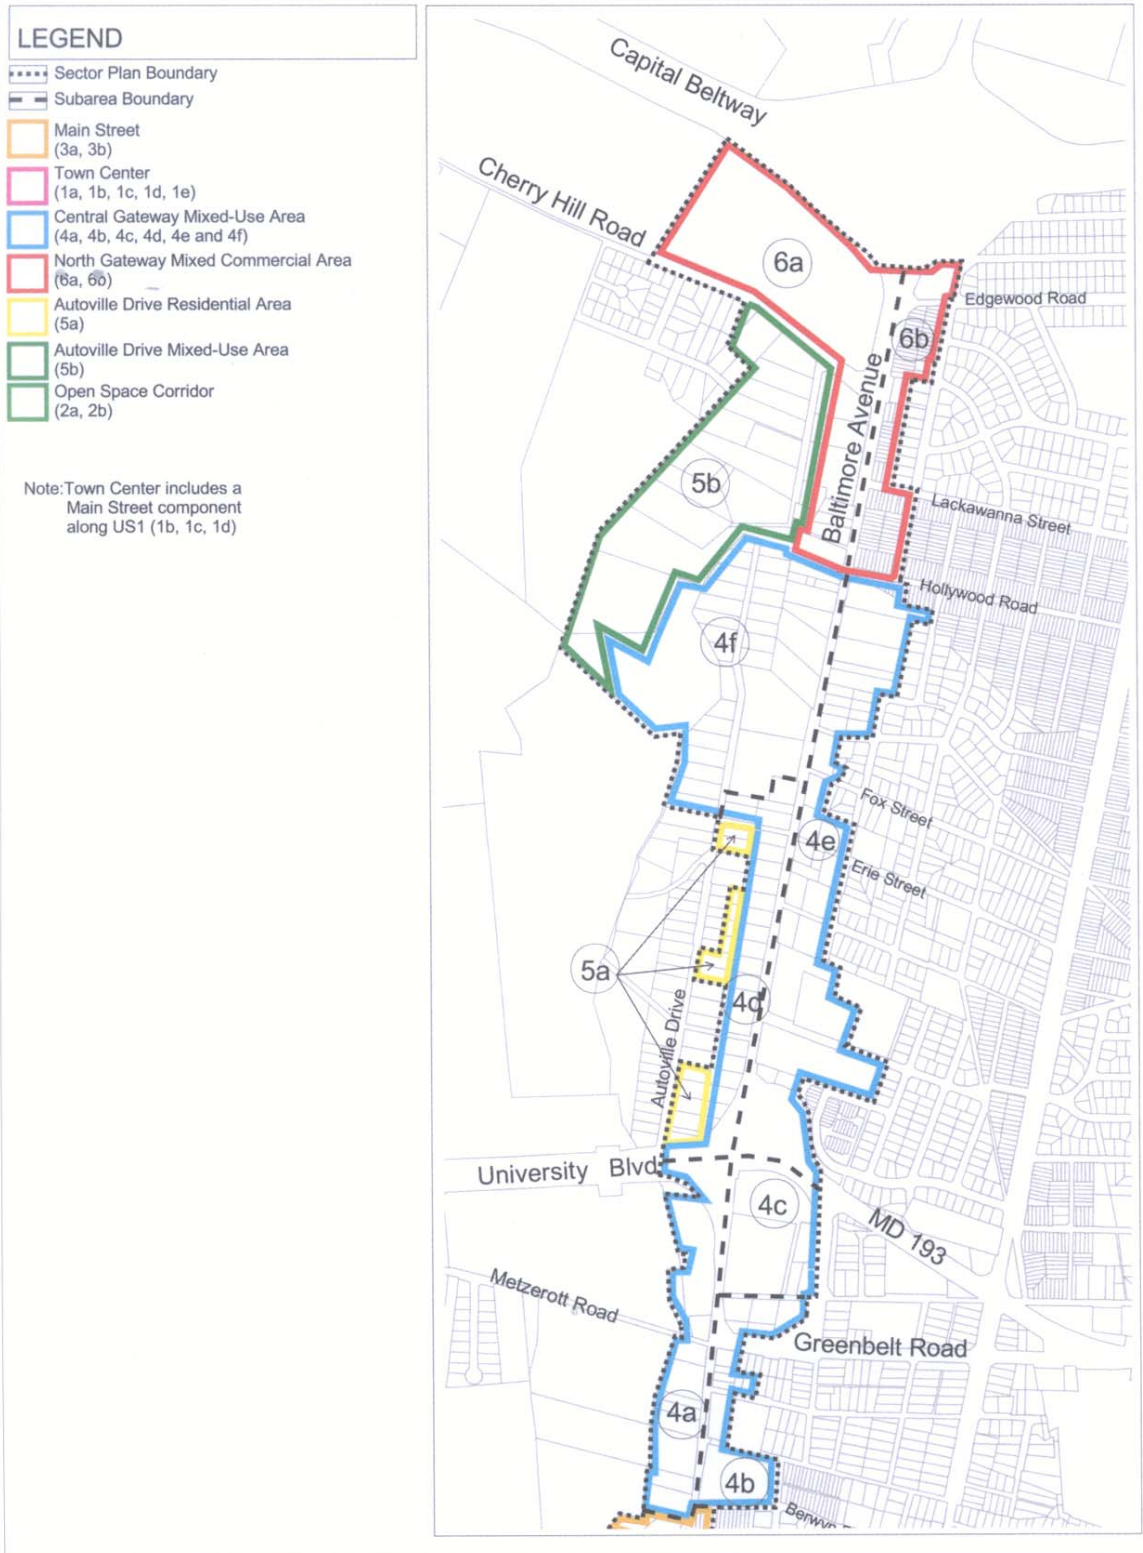 LEGEND
Sector Plan Boundary
Subarea Boundary
Main Street
(3a, 3b)
Town Center
(1a, 1b, 1c, 1d, 1e)
Central Gateway Mixed-Use Area
(4a, 4b, 4c, 4d, 4e and 4f)
North Gateway Mixed Commercial Area
(6a, 6b)
Autoville Drive Residential Area
(5a)
Autoville Drive Mixed-Use Area
(5b)
Open Space Corridor
(2a, 2b)
Note:Town Center includes a
Main Street component
along US1 (1b, 1c, 1d)
Capital Beltway
Cherry Hill Road
6a
Edgewood Road
6b
Baltimore Avenue
5b
Lackawanna Street
Hollywood Road
4f
Fox Street
4e
Erie Street
5a
4d
Autoville Drive
University Blvd
4c
MD 193
Metzerott Road
Greenbelt Road
4a
4b
Berwyn